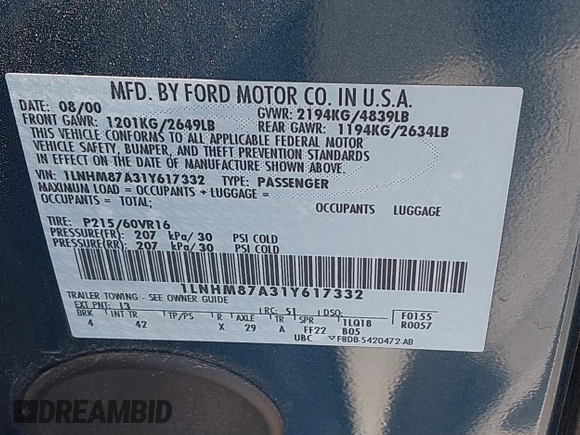 MFD. BY FORD MOTOR CO. IN U.S.A.
DATE: 08/00 GVWR: 2194KG/4839LB
FRONT GAWR: 1201KG/2649LB REAR GAWR: 1194KG/2634LB
THIS VEHICLE CONFORMS TO ALL APPLICABLE FEDERAL MOTOR
VEHICLE SAFETY, BUMPER, AND THEFT PREVENTION STANDARDS
IN EFFECT ON THE DATE OF MANUFACTURE SHOWN ABOVE.
VIN: 1LNHM87A31Y617332 TYPE: PASSENGER
MAXIMUM LOAD = OCCUPANTS + LUGGAGE =
OCCUPANTS = TOTAL; OCCUPANTS LUGGAGE
TIRE: P215/60VR16
PRESSURE(FR): 207 kPa/30 PSI COLD
PRESSURE(RR): 207 kPa/30 PSI COLD
1LNHM87A31Y617332
TRAILER TOWING - SEE OWNER GUIDE
EXT PNT: 13 RC: 51 DSO: F0155
BRK INT TR TP/PS R AXLE TR SPR 1LQ1B R0057
4 42 X 29 A FF22 B05
UBC F8DB-5420472-AB
DREAMBID